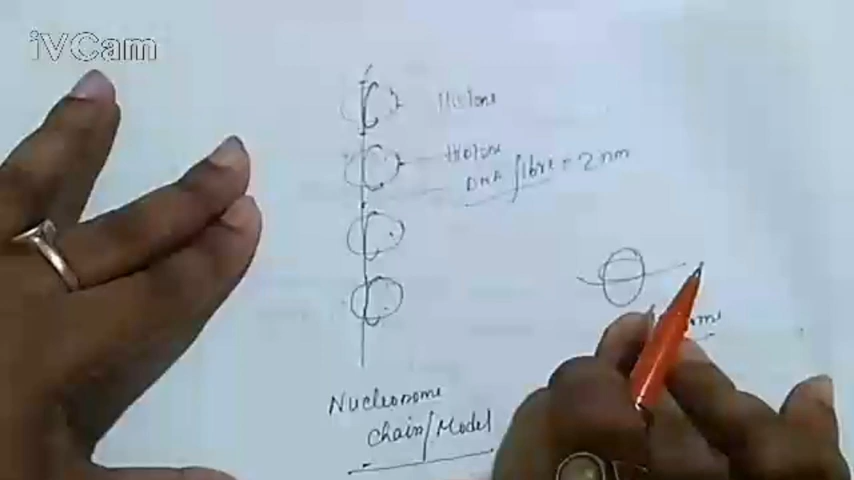 iVCam
Histone
Histone
DNA fibre = 2 nm
Nucleosome
chain/Model